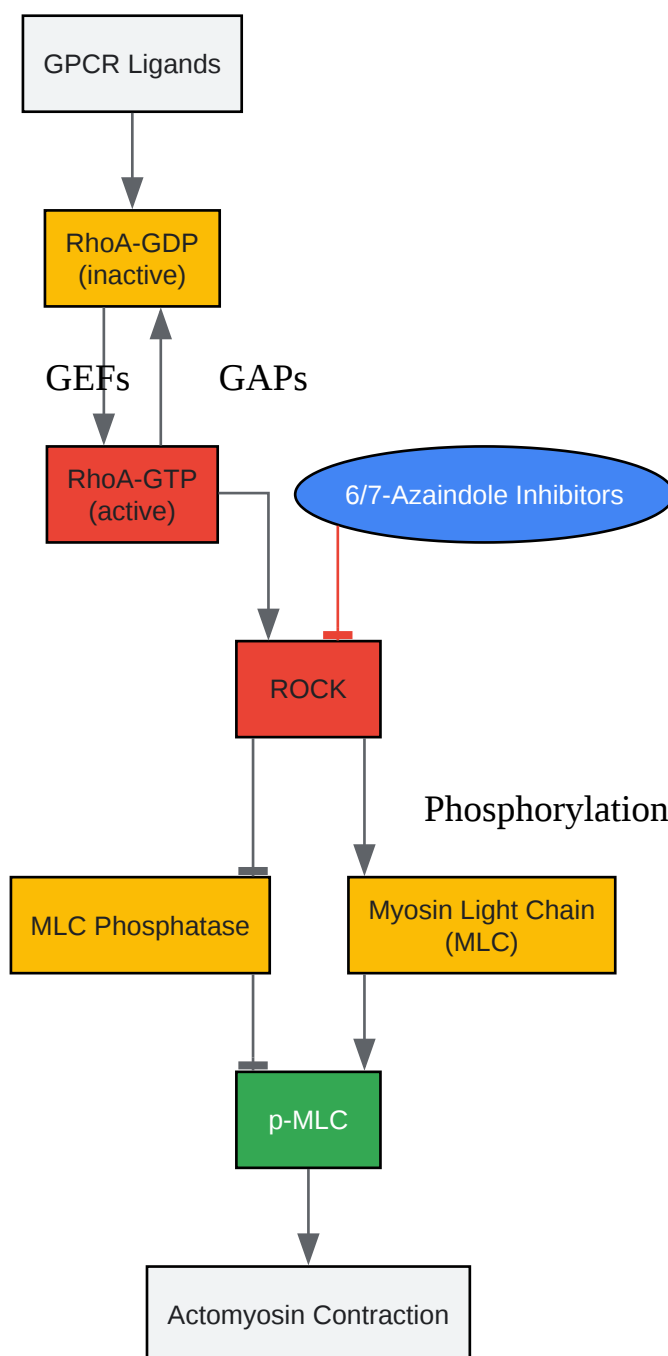 GPCR Ligands
RhoA-GDP
(inactive)
GEFs
GAPs
RhoA-GTP
(active)
6/7-Azaindole Inhibitors
ROCK
Phosphorylation
MLC Phosphatase
Myosin Light Chain
(MLC)
p-MLC
Actomyosin Contraction